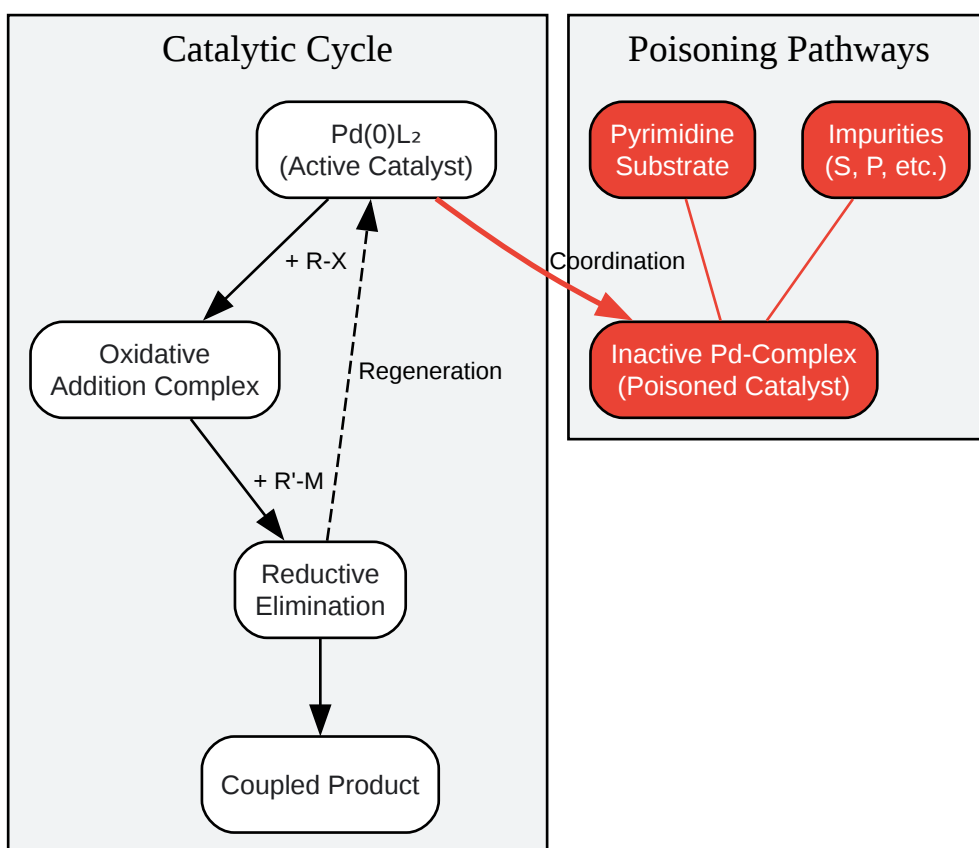 Catalytic Cycle
Pd(0)L₂
(Active Catalyst)
+ R-X
Oxidative
Addition Complex
Regeneration
+ R'-M
Reductive
Elimination
Coupled Product
Poisoning Pathways
Pyrimidine
Substrate
Impurities
(S, P, etc.)
Coordination
Inactive Pd-Complex
(Poisoned Catalyst)